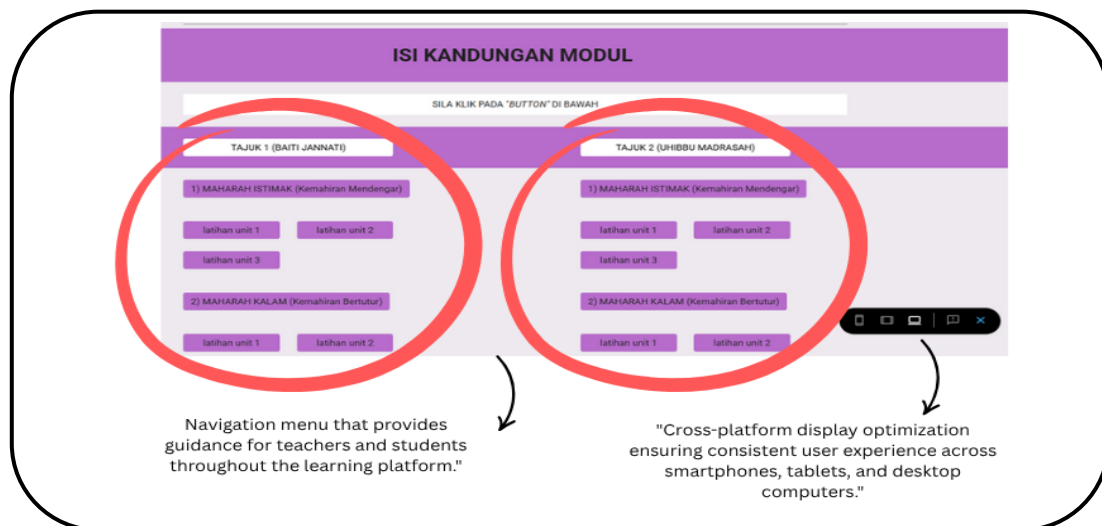 ISI KANDUNGAN MODUL
SILA KLIK PADA "BUTTON" DI BAWAH
TAJUK 1 (BAITI JANNATI)
1) MAHARAH ISTIMAK (Kemahiran Mendengar)
latihan unit 1
latihan unit 2
latihan unit 3
2) MAHARAH KALAM (Kemahiran Bertutur)
latihan unit 1
latihan unit 2
TAJUK 2 (UHIBBU MADRASAH)
1) MAHARAH ISTIMAK (Kemahiran Mendengar)
latihan unit 1
latihan unit 2
latihan unit 3
2) MAHARAH KALAM (Kemahiran Bertutur)
latihan unit 1
latihan unit 2
Navigation menu that provides
guidance for teachers and students
throughout the learning platform."
"Cross-platform display optimization
ensuring consistent user experience across
smartphones, tablets, and desktop
computers."